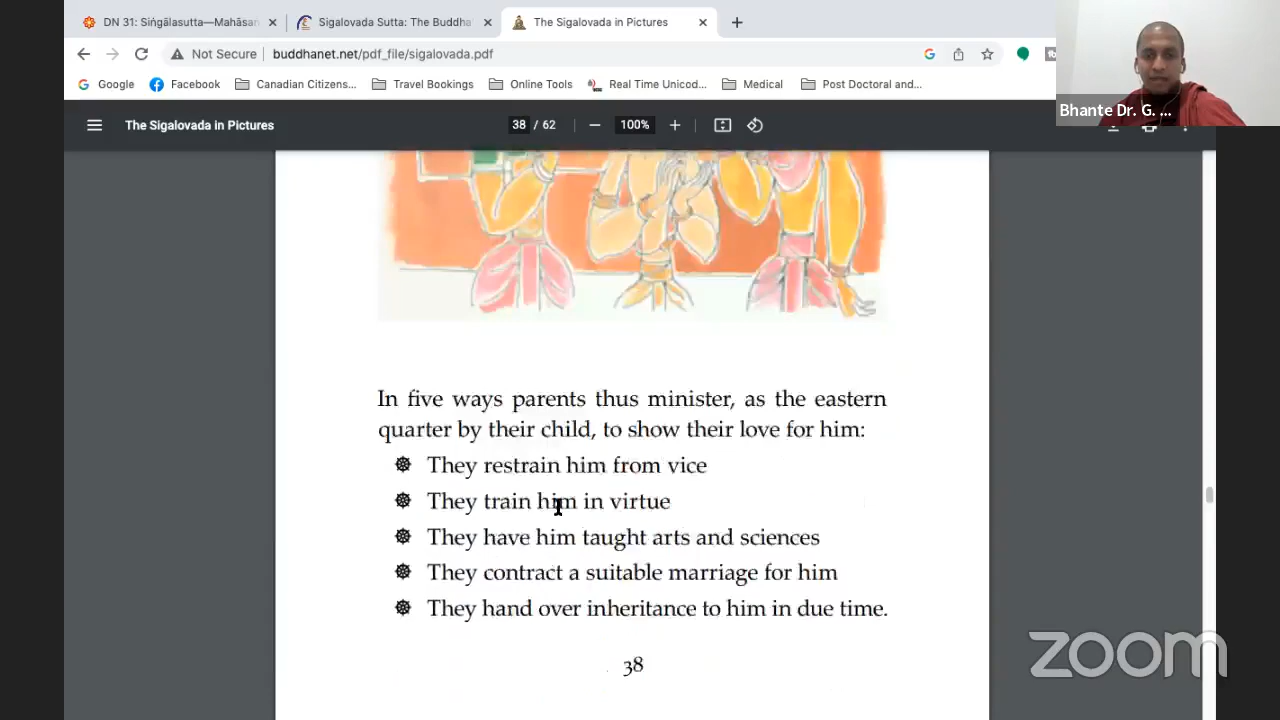 DN 31: Siṅgālasutta—Mahāsaṅ
Sigalovada Sutta: The Buddha
The Sigalovada in Pictures
Not Secure
buddhanet.net/pdf_file/sigalovada.pdf
Google
Facebook
Canadian Citizens...
Travel Bookings
Online Tools
Real Time Unicod...
Medical
Post Doctoral and...
Bhante Dr. G. ...
The Sigalovada in Pictures
38 / 62
100%
In five ways parents thus minister, as the eastern
quarter by their child, to show their love for him:
They restrain him from vice
They train him in virtue
They have him taught arts and sciences
They contract a suitable marriage for him
They hand over inheritance to him in due time.
38
zoom